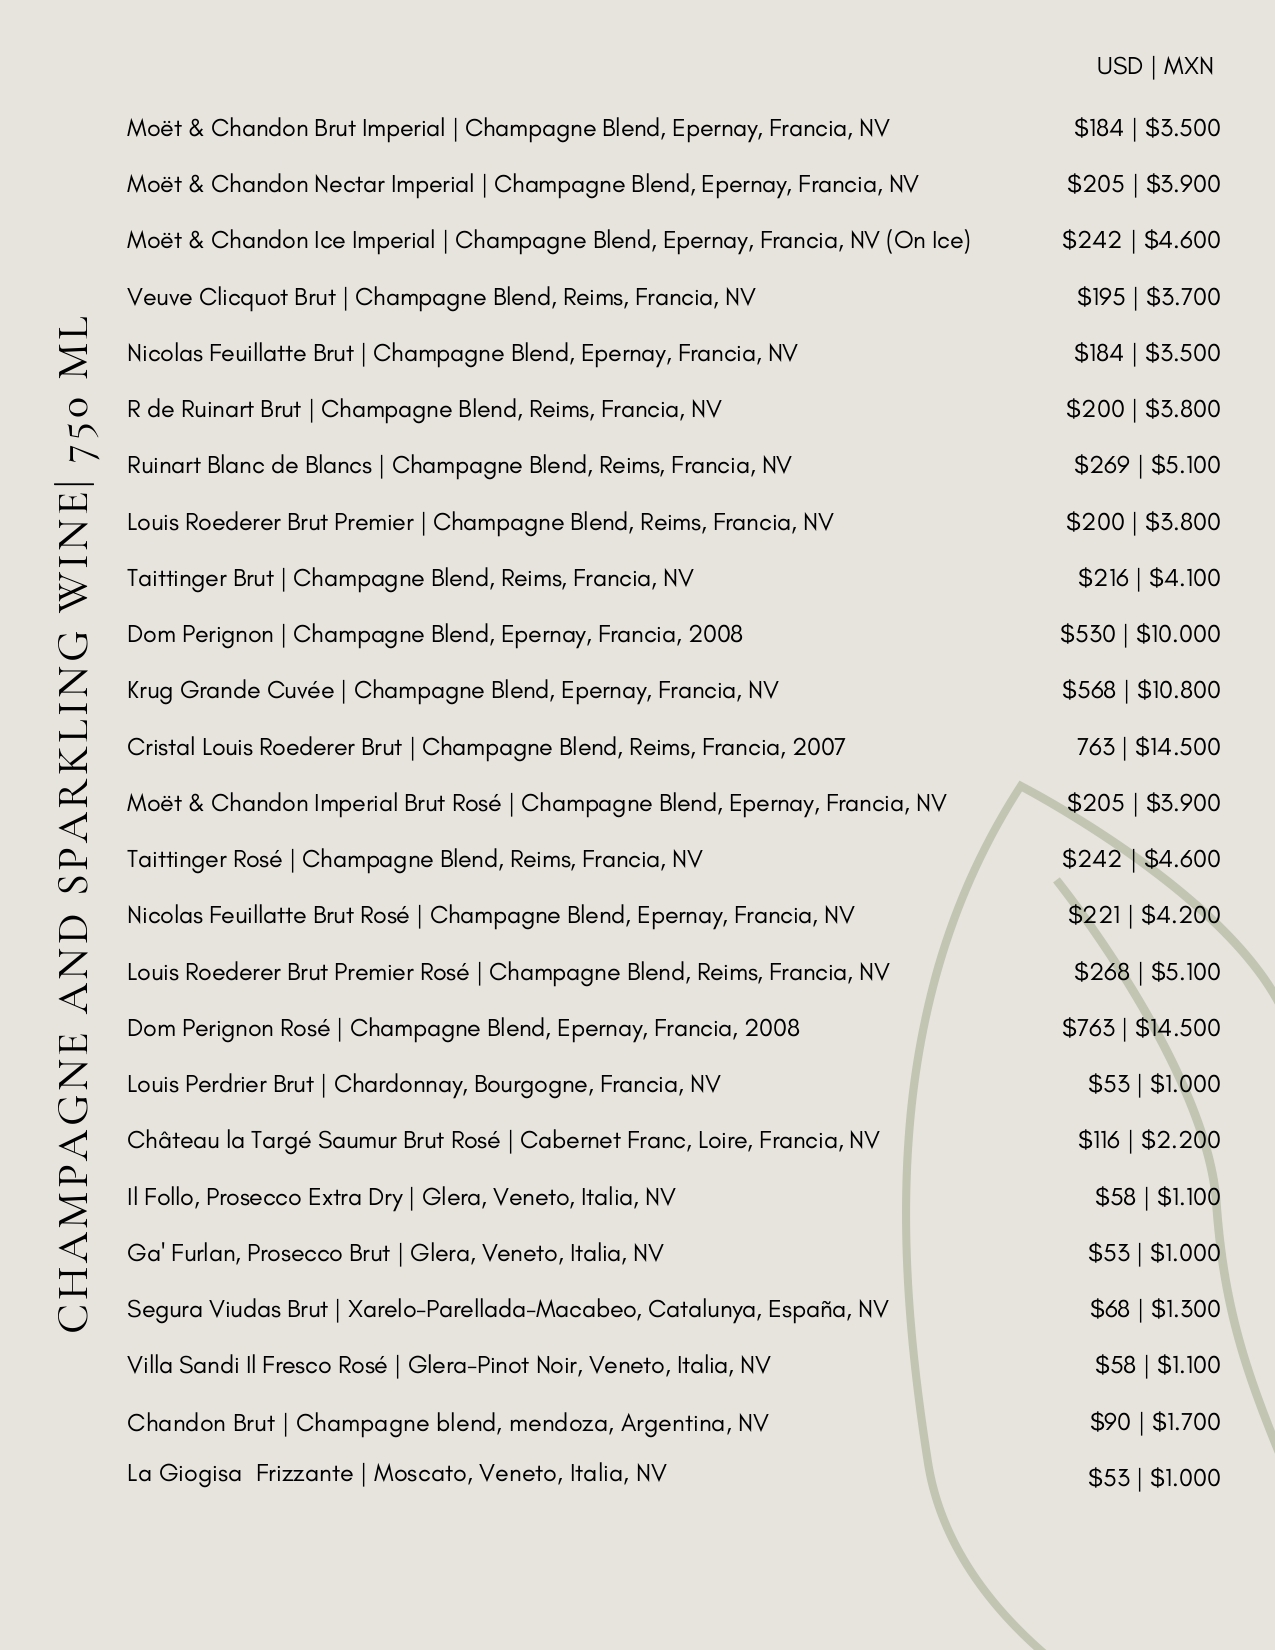 USD | MXN
CHAMPAGNE AND SPARKLING WINE| 750 ML
Moët & Chandon Brut Imperial | Champagne Blend, Epernay, Francia, NV $184 | $3.500
Moët & Chandon Nectar Imperial | Champagne Blend, Epernay, Francia, NV $205 | $3.900
Moët & Chandon Ice Imperial | Champagne Blend, Epernay, Francia, NV (On Ice) $242 | $4.600
Veuve Clicquot Brut | Champagne Blend, Reims, Francia, NV $195 | $3.700
Nicolas Feuillatte Brut | Champagne Blend, Epernay, Francia, NV $184 | $3.500
R de Ruinart Brut | Champagne Blend, Reims, Francia, NV $200 | $3.800
Ruinart Blanc de Blancs | Champagne Blend, Reims, Francia, NV $269 | $5.100
Louis Roederer Brut Premier | Champagne Blend, Reims, Francia, NV $200 | $3.800
Taittinger Brut | Champagne Blend, Reims, Francia, NV $216 | $4.100
Dom Perignon | Champagne Blend, Epernay, Francia, 2008 $530 | $10.000
Krug Grande Cuvée | Champagne Blend, Epernay, Francia, NV $568 | $10.800
Cristal Louis Roederer Brut | Champagne Blend, Reims, Francia, 2007 763 | $14.500
Moët & Chandon Imperial Brut Rosé | Champagne Blend, Epernay, Francia, NV $205 | $3.900
Taittinger Rosé | Champagne Blend, Reims, Francia, NV $242 | $4.600
Nicolas Feuillatte Brut Rosé | Champagne Blend, Epernay, Francia, NV $221 | $4.200
Louis Roederer Brut Premier Rosé | Champagne Blend, Reims, Francia, NV $268 | $5.100
Dom Perignon Rosé | Champagne Blend, Epernay, Francia, 2008 $763 | $14.500
Louis Perdrier Brut | Chardonnay, Bourgogne, Francia, NV $53 | $1.000
Château la Targé Saumur Brut Rosé | Cabernet Franc, Loire, Francia, NV $116 | $2.200
Il Follo, Prosecco Extra Dry | Glera, Veneto, Italia, NV $58 | $1.100
Ga' Furlan, Prosecco Brut | Glera, Veneto, Italia, NV $53 | $1.000
Segura Viudas Brut | Xarelo-Parellada-Macabeo, Catalunya, España, NV $68 | $1.300
Villa Sandi Il Fresco Rosé | Glera-Pinot Noir, Veneto, Italia, NV $58 | $1.100
Chandon Brut | Champagne blend, mendoza, Argentina, NV $90 | $1.700
La Giogisa Frizzante | Moscato, Veneto, Italia, NV $53 | $1.000